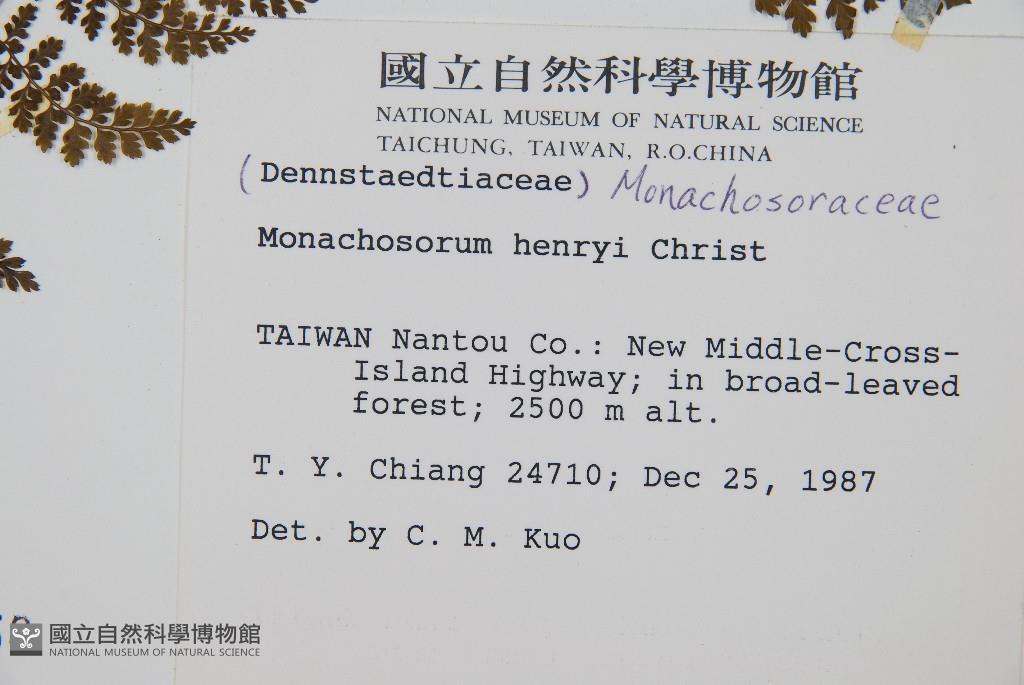 國立自然科學博物館
NATIONAL MUSEUM OF NATURAL SCIENCE
TAICHUNG, TAIWAN, R.O.CHINA
(Dennstaedtiaceae) Monachosoraceae
Monachosorum henryi Christ
TAIWAN Nantou Co.: New Middle-Cross-
Island Highway; in broad-leaved
forest; 2500 m alt.
T. Y. Chiang 24710; Dec 25, 1987
Det. by C. M. Kuo
國立自然科學博物館
NATIONAL MUSEUM OF NATURAL SCIENCE